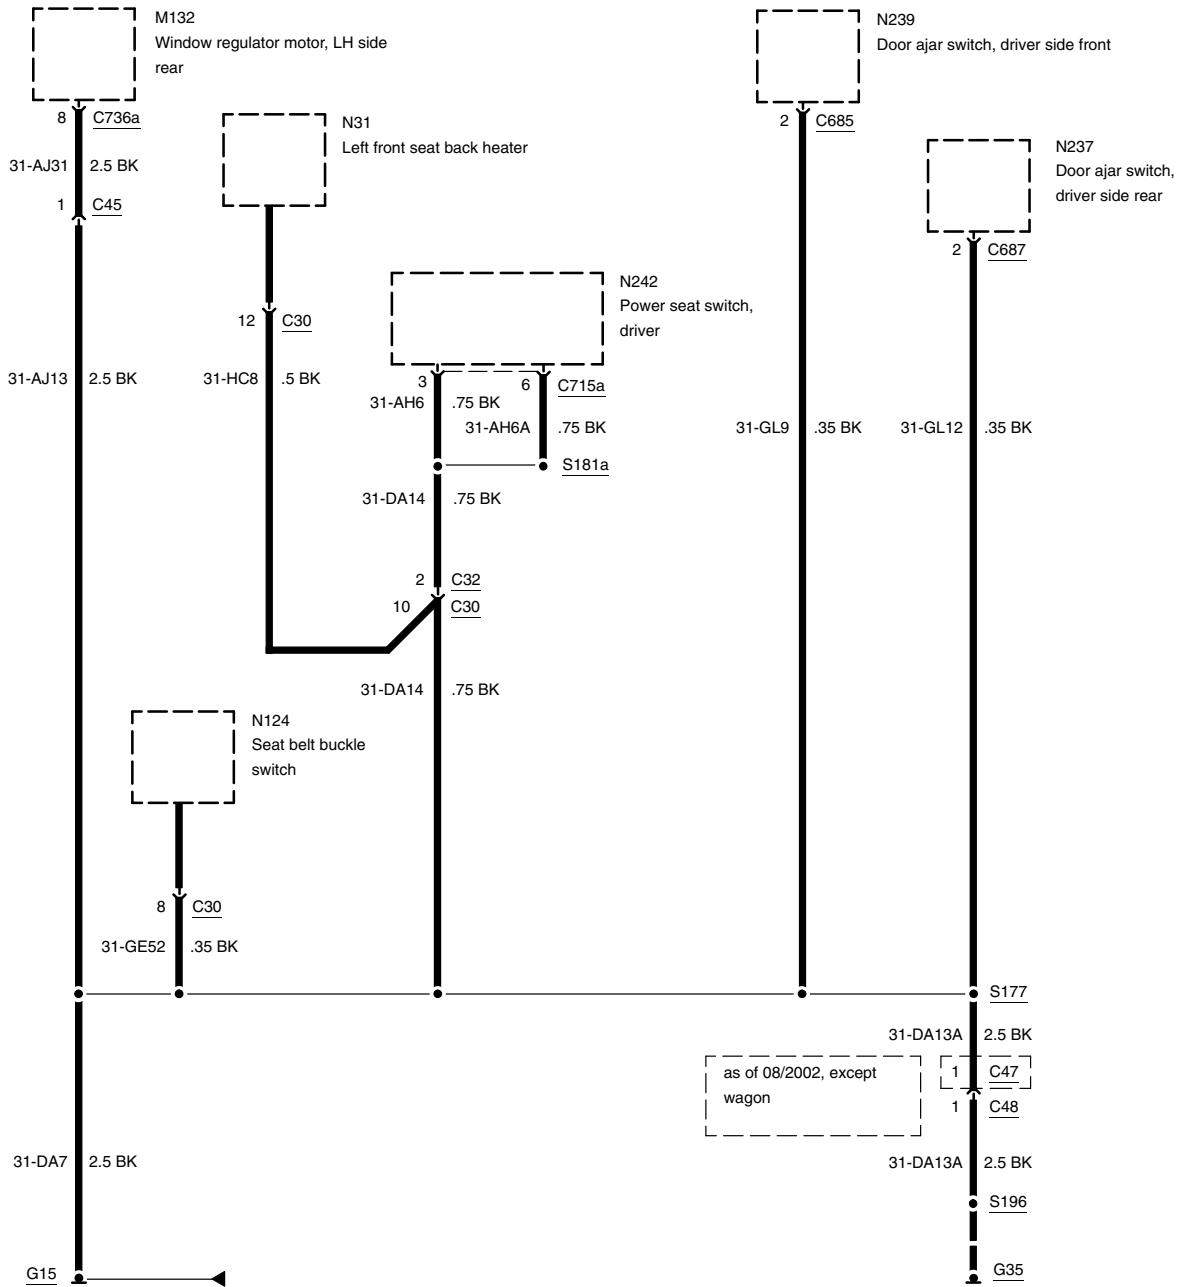 M132
Window regulator motor, LH side
rear
N239
Door ajar switch, driver side front
8 C736a
N31
Left front seat back heater
2 C685
N237
Door ajar switch,
driver side rear
31-AJ31 2.5 BK
1 C45
2 C687
N242
Power seat switch,
driver
12 C30
31-AJ13 2.5 BK
31-HC8 .5 BK
3 6 C715a
31-AH6 .75 BK
31-AH6A .75 BK
31-GL9 .35 BK
31-GL12 .35 BK
S181a
31-DA14 .75 BK
2 C32
10 C30
31-DA14 .75 BK
N124
Seat belt buckle
switch
8 C30
31-GE52 .35 BK
S177
31-DA13A 2.5 BK
as of 08/2002, except
wagon
1 C47
1 C48
31-DA7 2.5 BK
31-DA13A 2.5 BK
S196
G15
G35